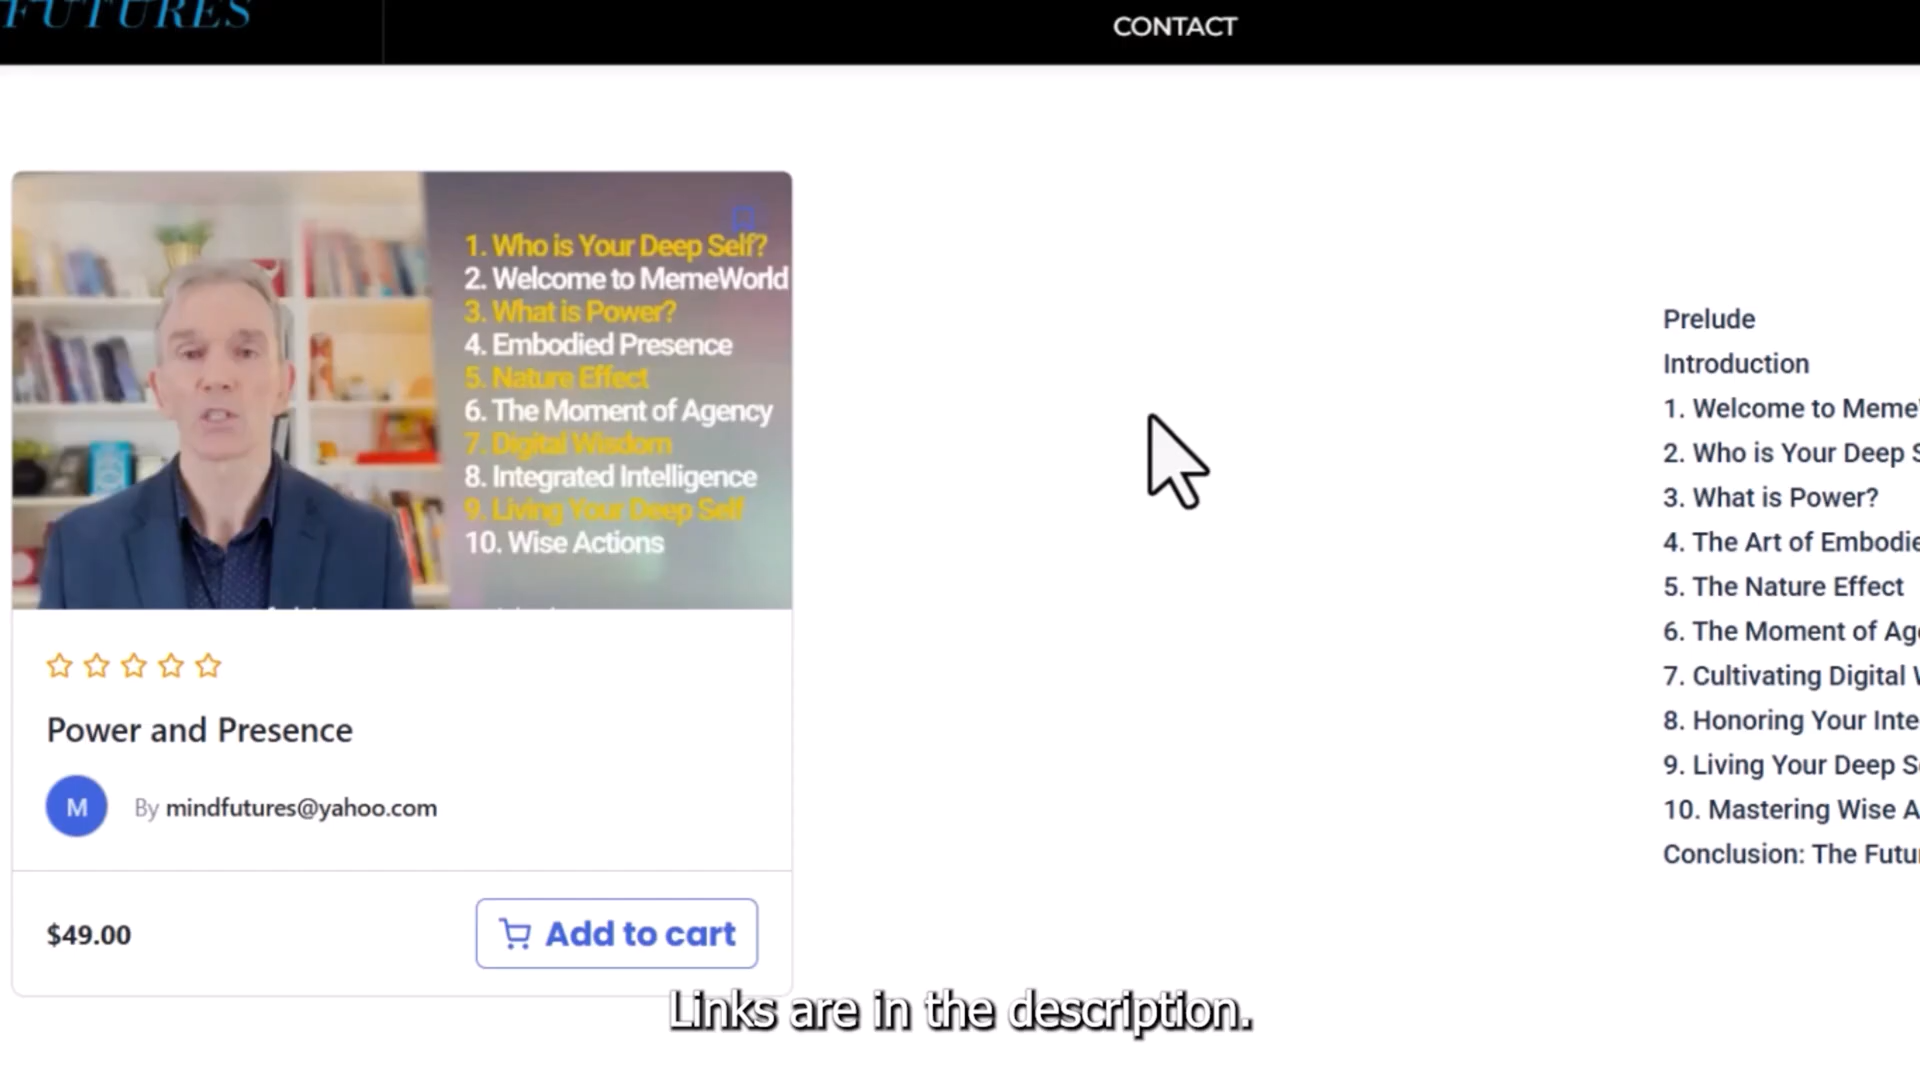 FUTURES
CONTACT
1. Who is Your Deep Self?
2. Welcome to MemeWorld
3. What is Power?
4. Embodied Presence
5. Nature Effect
6. The Moment of Agency
7. Digital Wisdom
8. Integrated Intelligence
9. Living Your Deep Self
10. Wise Actions
Power and Presence
M
By mindfutures@yahoo.com
$49.00
Add to cart
Prelude
Introduction
1. Welcome to Meme
2. Who is Your Deep S
3. What is Power?
4. The Art of Embodie
5. The Nature Effect
6. The Moment of Age
7. Cultivating Digital
8. Honoring Your Inte
9. Living Your Deep S
10. Mastering Wise A
Conclusion: The Futu
Links are in the description.